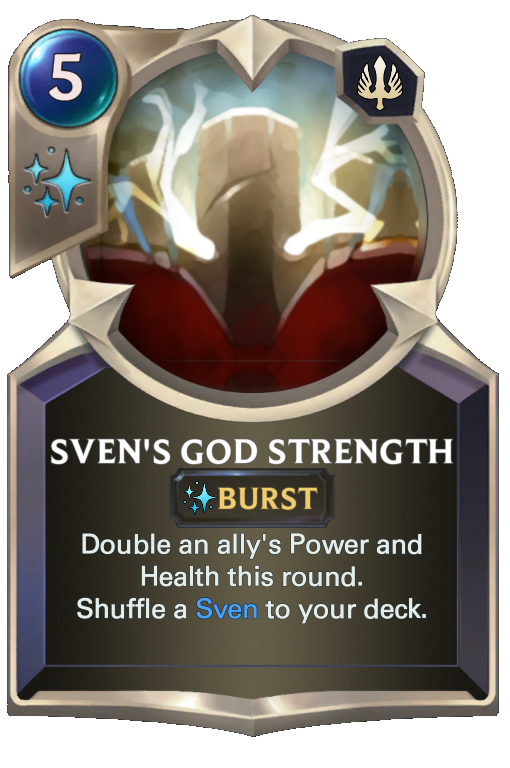 5
SVEN'S GOD STRENGTH
BURST
Double an ally's Power and
Health this round.
Shuffle a Sven to your deck.